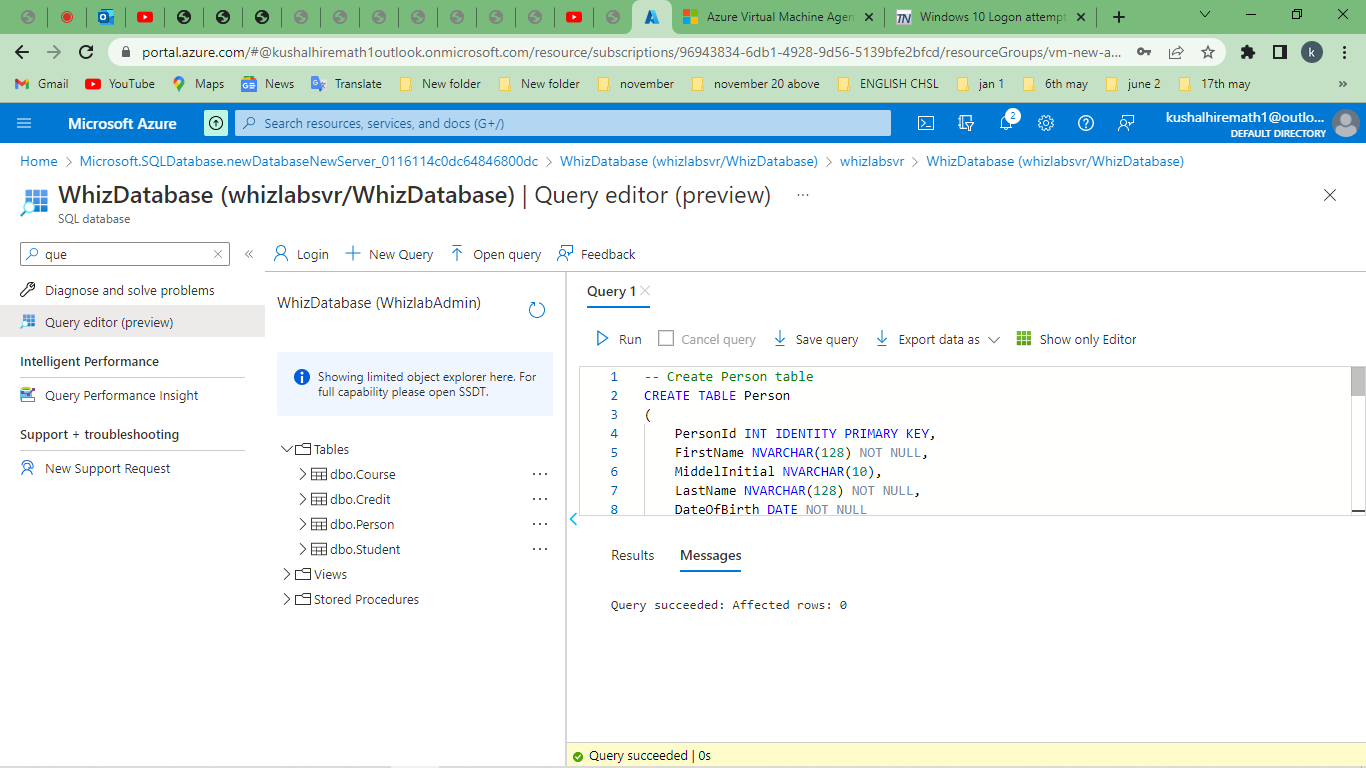 Azure Virtual Machine Agen
Windows 10 Logon attempt
portal.azure.com/#@kushalhiremath1outlook.onmicrosoft.com/resource/subscriptions/96943834-6db1-4928-9d56-5139bfe2bfcd/resourceGroups/vm-new-a...
k
Gmail
YouTube
Maps
News
Translate
New folder
New folder
november
november 20 above
ENGLISH CHSL
jan 1
6th may
june 2
17th may
»
Microsoft Azure
Search resources, services, and docs (G+/)
2
kushalhiremath1@outlo...
DEFAULT DIRECTORY
Home > Microsoft.SQLDatabase.newDatabaseNewServer_0116114c0dc64846800dc > WhizDatabase (whizlabsvr/WhizDatabase) > whizlabsvr > WhizDatabase (whizlabsvr/WhizDatabase)
WhizDatabase (whizlabsvr/WhizDatabase) | Query editor (preview) ...
SQL database
que
«
Diagnose and solve problems
Query editor (preview)
Intelligent Performance
Query Performance Insight
Support + troubleshooting
New Support Request
Login
New Query
Open query
Feedback
WhizDatabase (WhizlabAdmin)
Showing limited object explorer here. For
full capability please open SSDT.
Tables
dbo.Course ...
dbo.Credit ...
dbo.Person ...
dbo.Student ...
Views
Stored Procedures
Query 1
Run
Cancel query
Save query
Export data as
Show only Editor
1 -- Create Person table
2 CREATE TABLE Person
3 (
4 PersonId INT IDENTITY PRIMARY KEY,
5 FirstName NVARCHAR(128) NOT NULL,
6 MiddelInitial NVARCHAR(10),
7 LastName NVARCHAR(128) NOT NULL,
8 DateOfBirth DATE NOT NULL
Results
Messages
Query succeeded: Affected rows: 0
Query succeeded | 0s